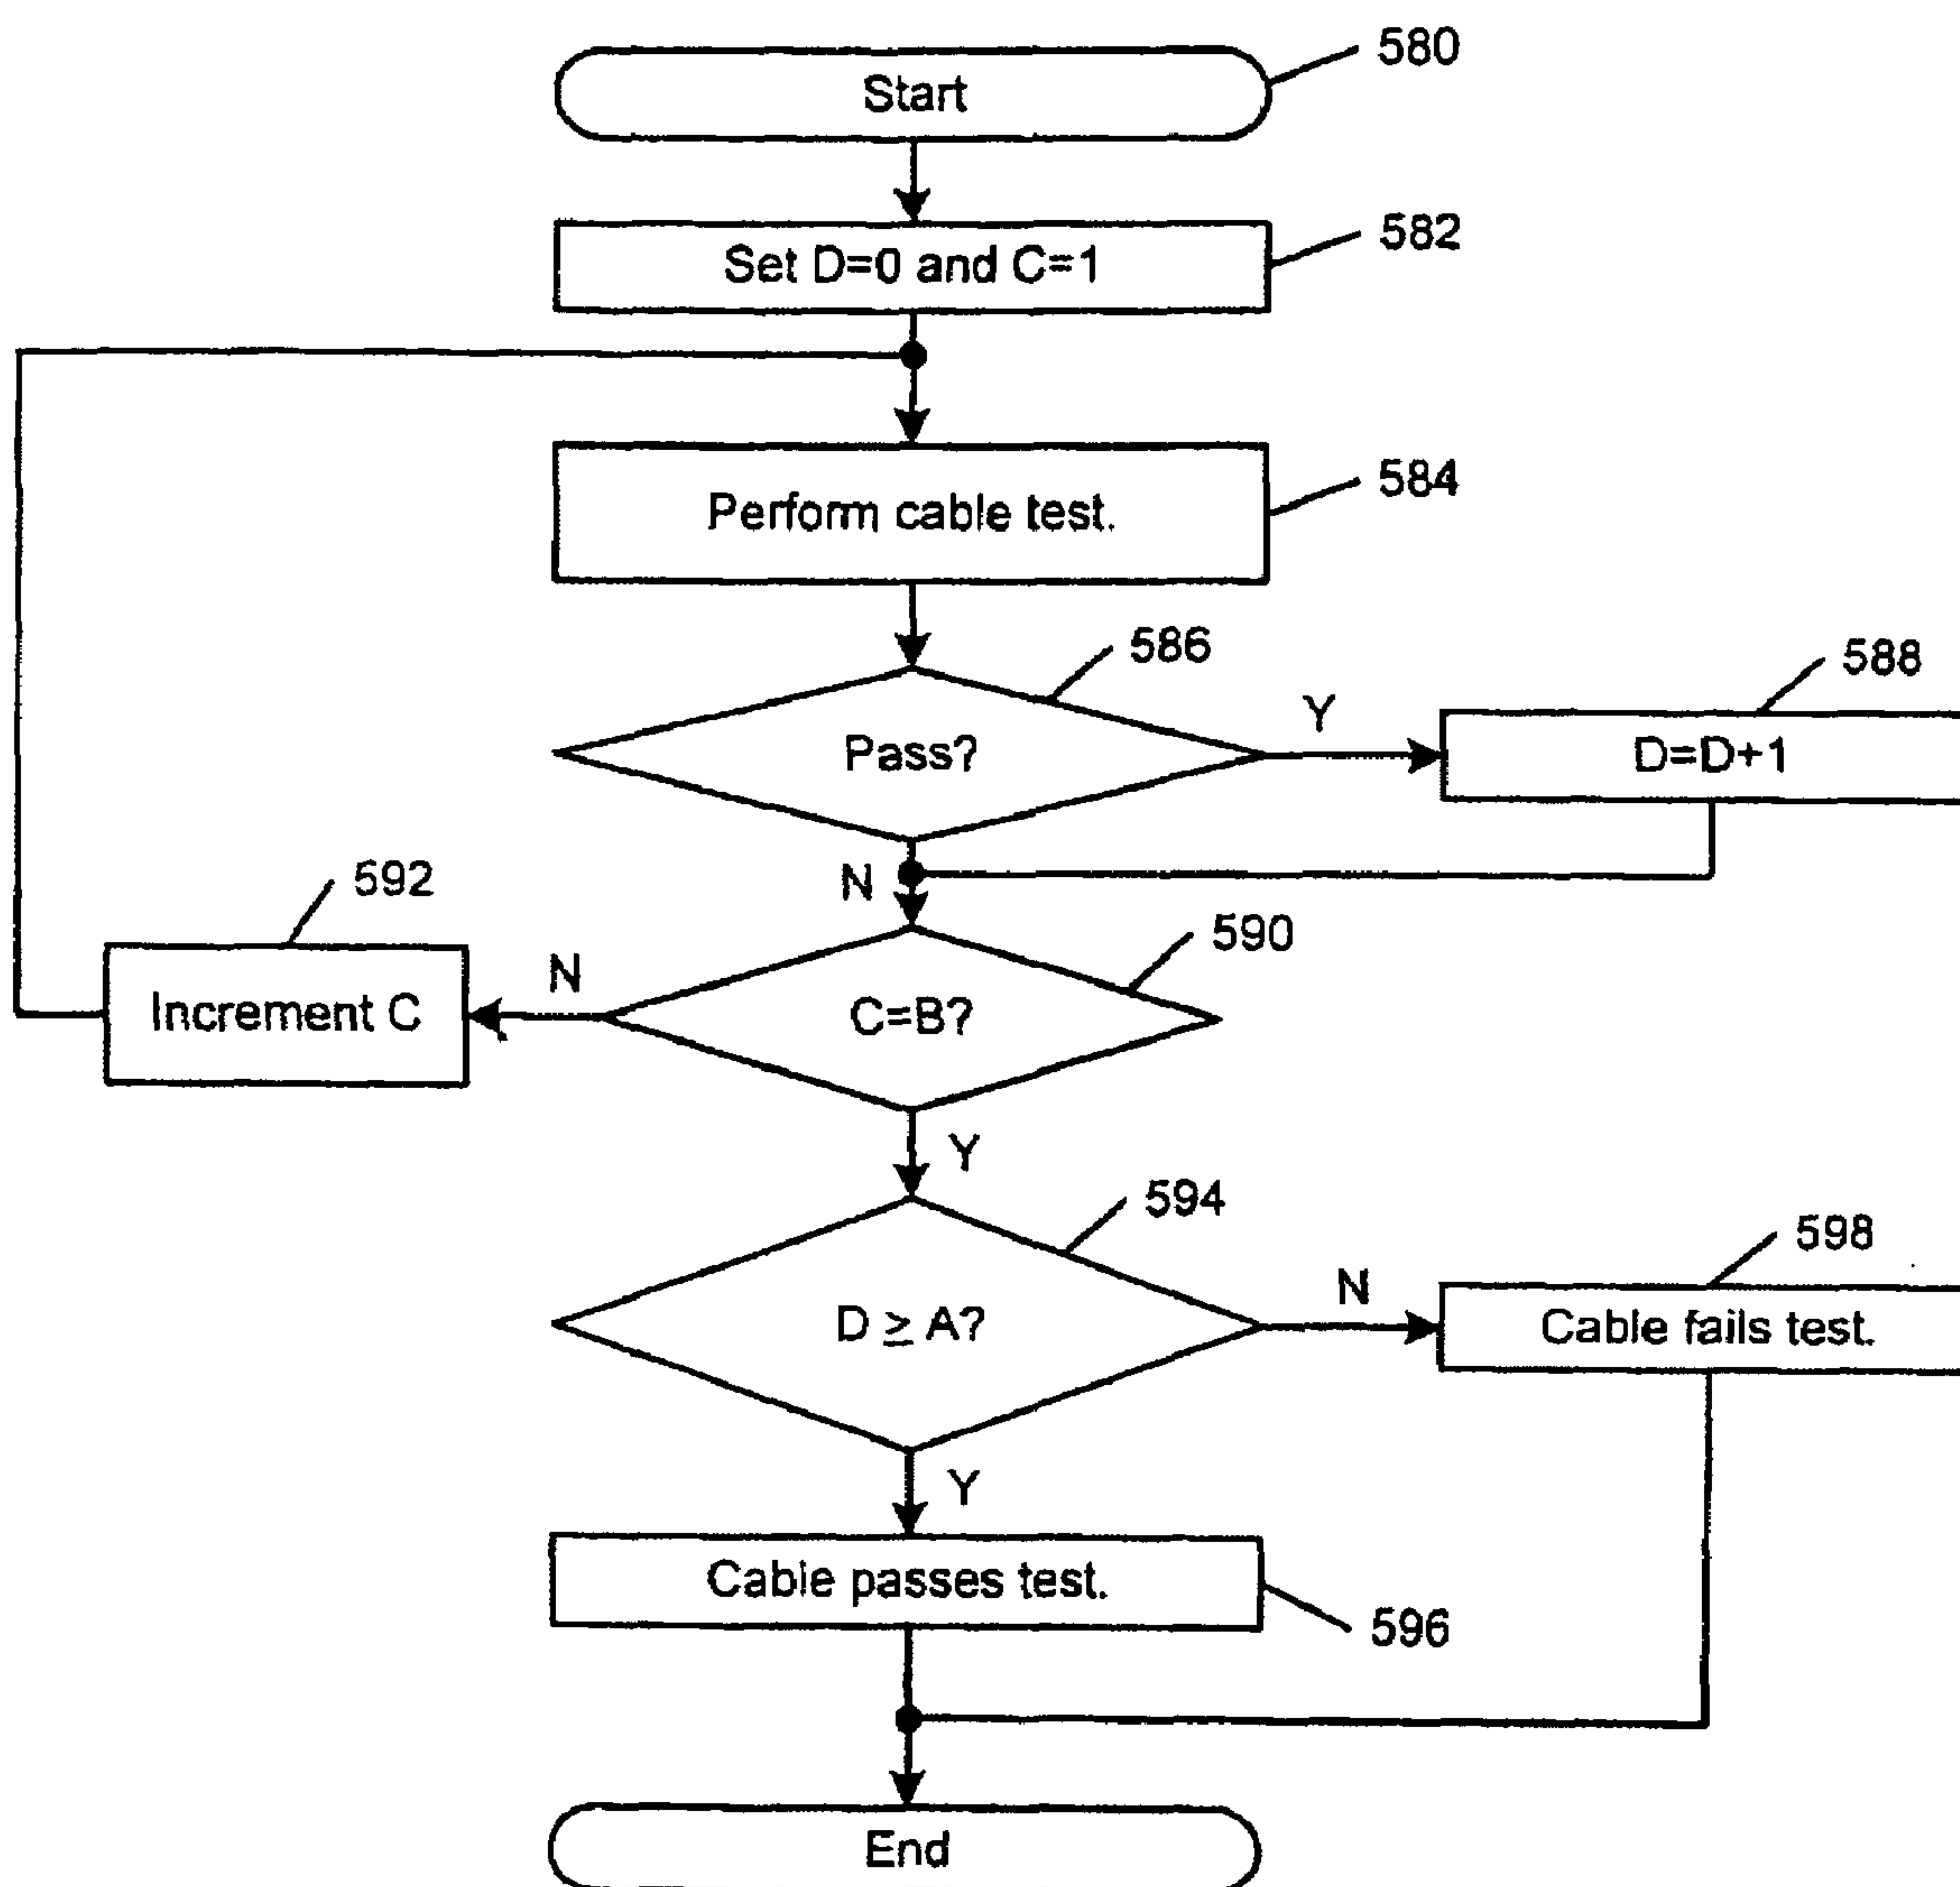 Start
580
Set D=0 and C=1
582
Perform cable test.
584
586
588
Pass?
Y
D=D+1
N
592
590
Increment C
N
C=B?
Y
594
598
D ≥ A?
N
Cable fails test.
Y
Cable passes test.
596
End